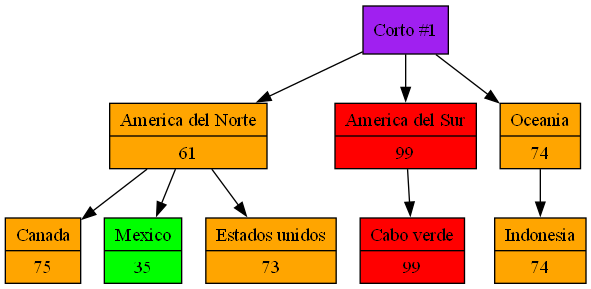 Corto #1
America del Norte
61
America del Sur
99
Oceania
74
Canada
75
Mexico
35
Estados unidos
73
Cabo verde
99
Indonesia
74